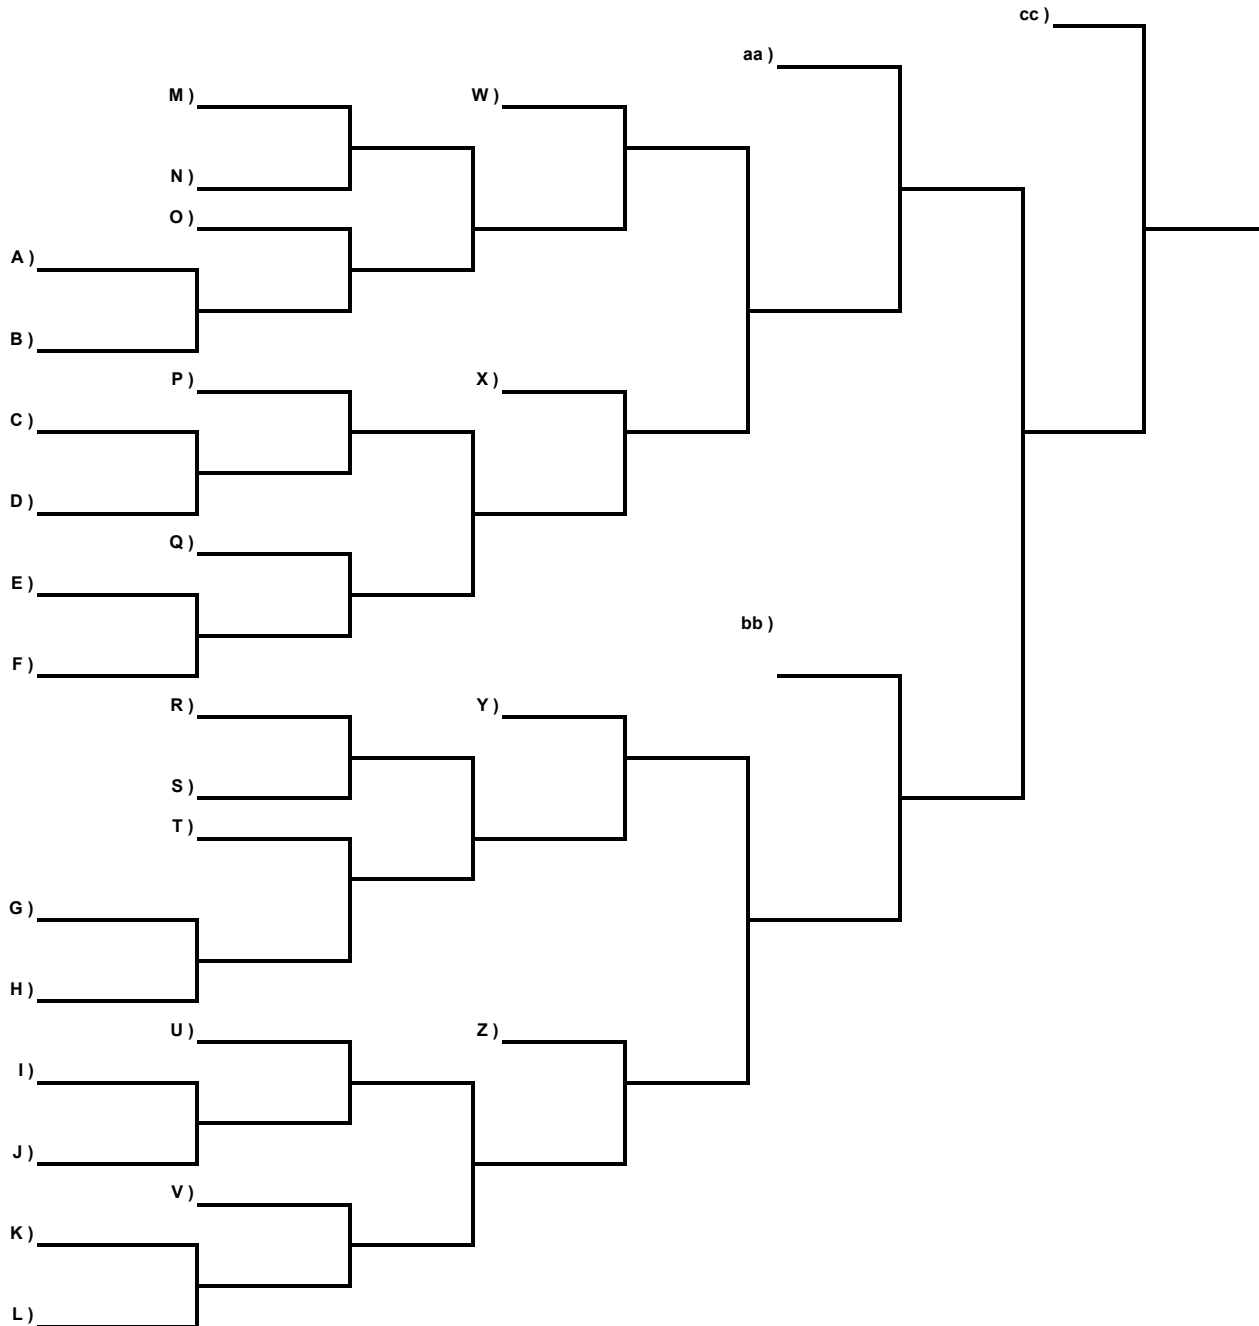 cc )
aa )
M )
W )
N )
O )
A )
B )
P )
X )
C )
D )
Q )
E )
bb )
F )
R )
Y )
S )
T )
G )
H )
U )
Z )
I )
J )
V )
K )
L )